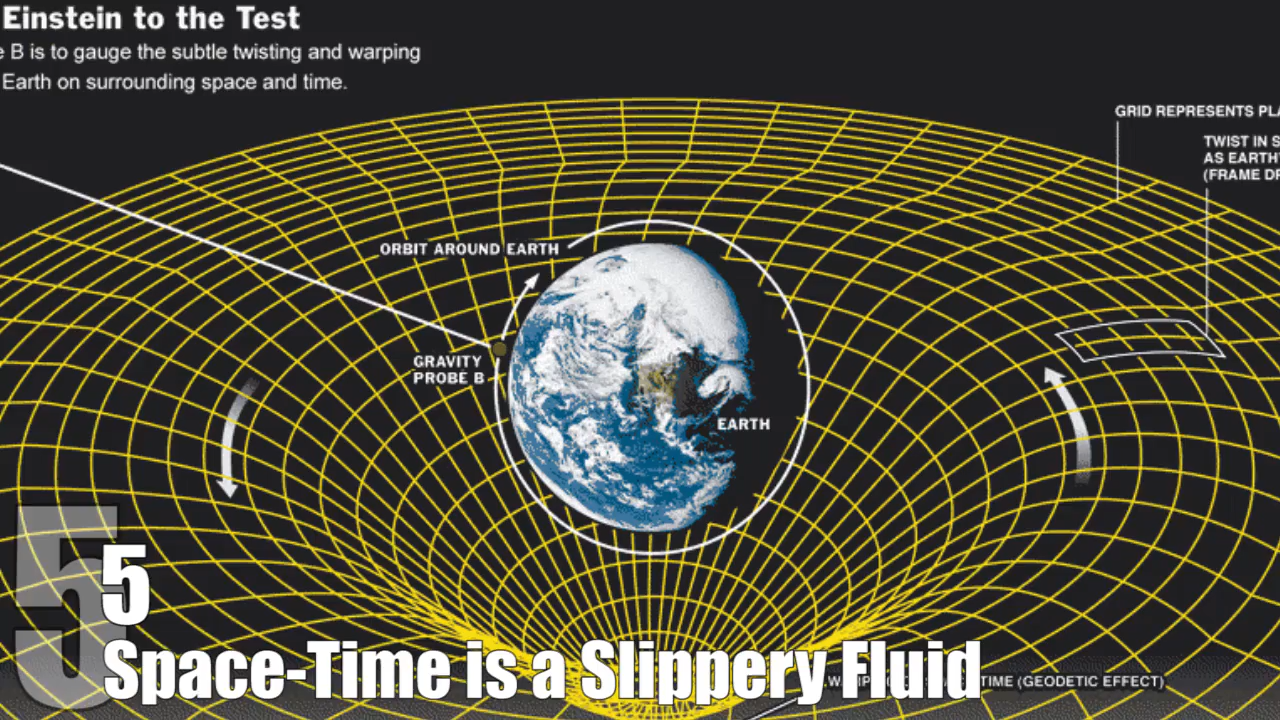 Einstein to the Test
e B is to gauge the subtle twisting and warping
Earth on surrounding space and time.
GRID REPRESENTS PLA
TWIST IN S
AS EARTH
(FRAME DR
ORBIT AROUND EARTH
GRAVITY
PROBE B
EARTH
5
5
Space-Time is a Slippery Fluid
TIME (GEODETIC EFFECT)